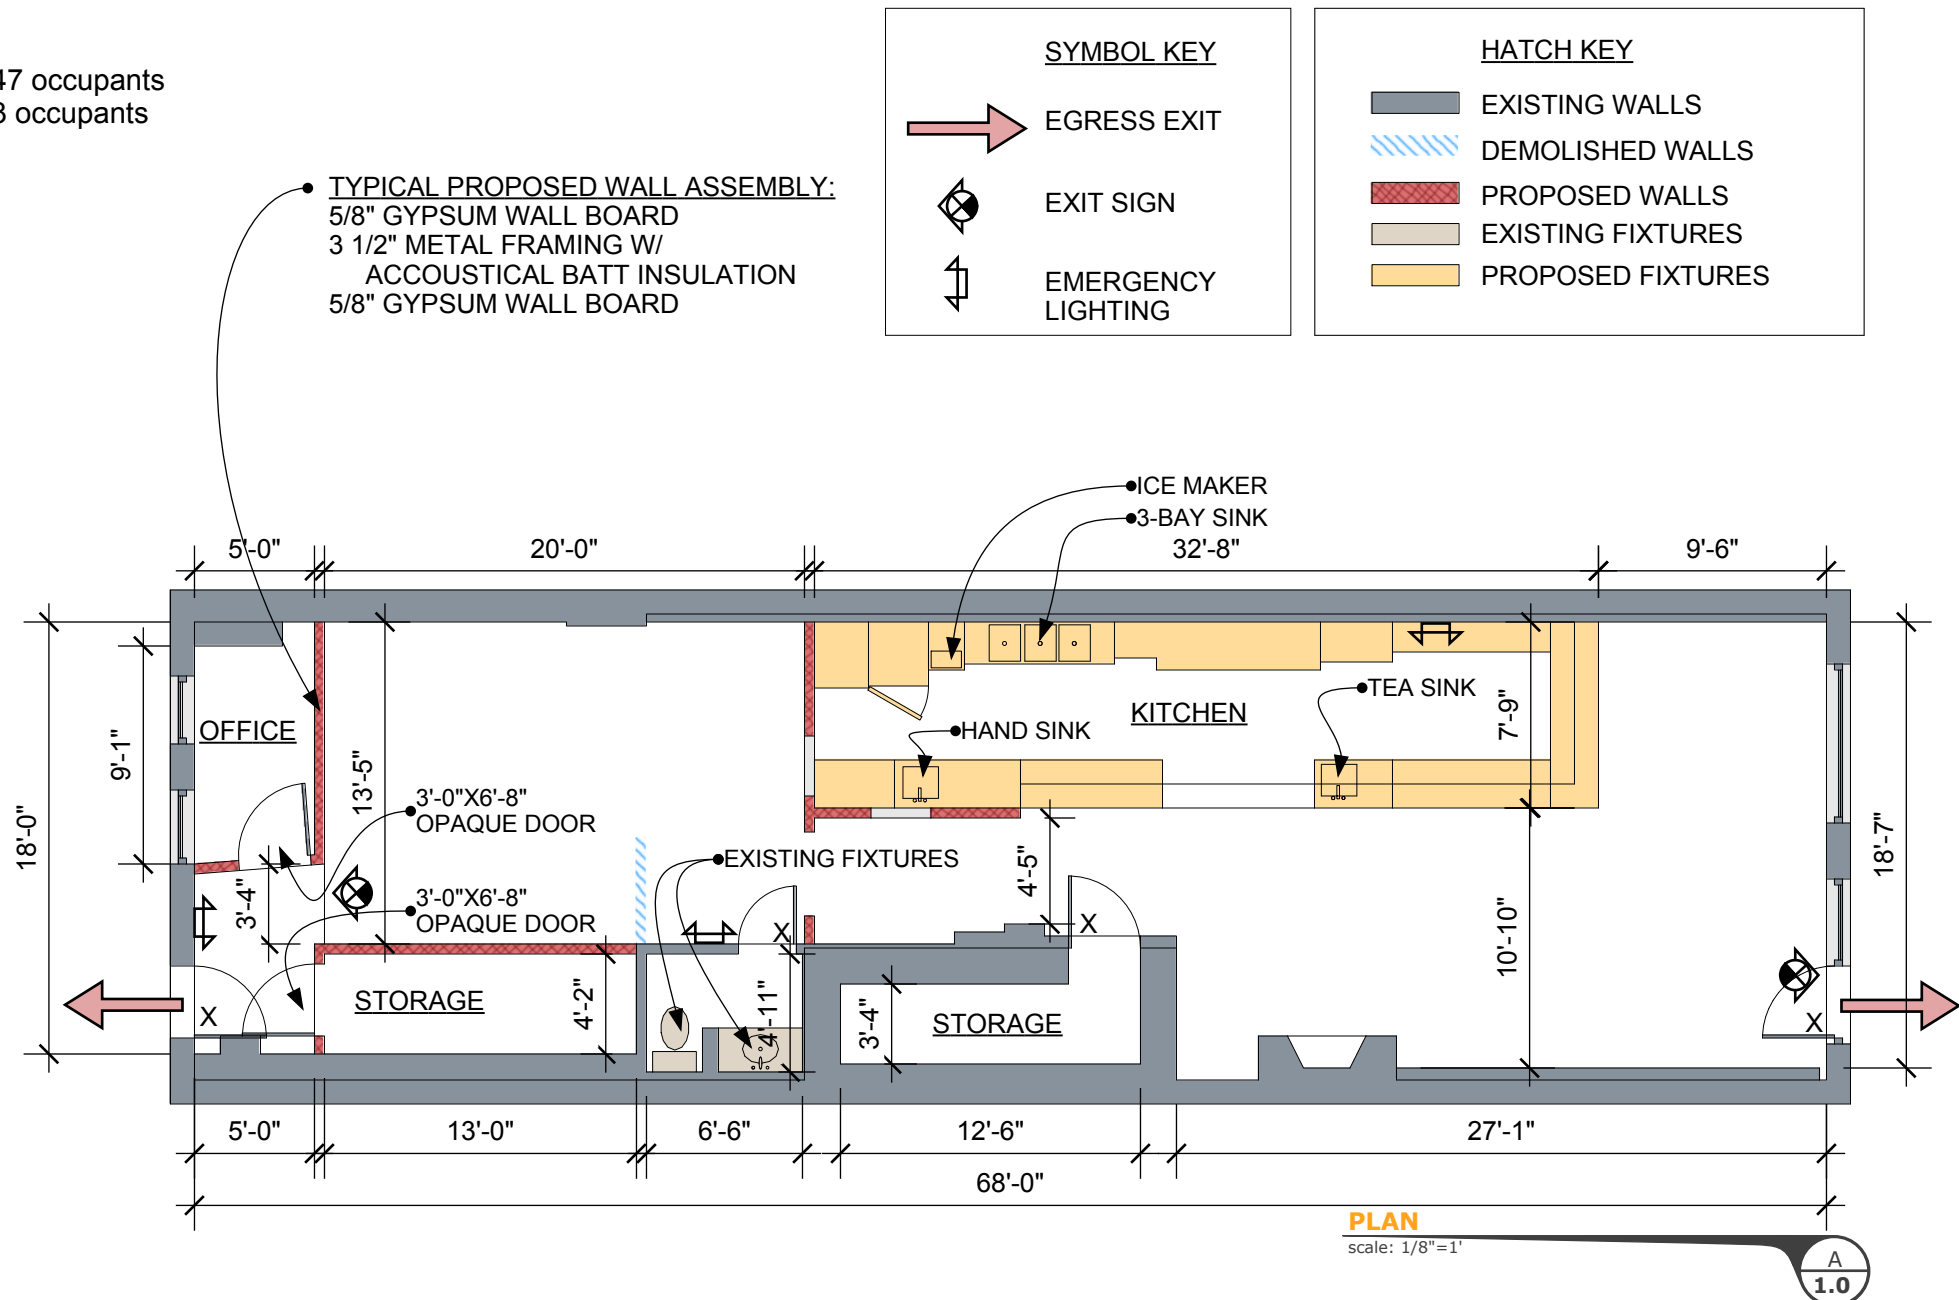 47 occupants
occupants
SYMBOL KEY
EGRESS EXIT
EXIT SIGN
EMERGENCY
LIGHTING
HATCH KEY
EXISTING WALLS
DEMOLISHED WALLS
PROPOSED WALLS
EXISTING FIXTURES
PROPOSED FIXTURES
TYPICAL PROPOSED WALL ASSEMBLY:
5/8" GYPSUM WALL BOARD
3 1/2" METAL FRAMING W/
ACCOUSTICAL BATT INSULATION
5/8" GYPSUM WALL BOARD
ICE MAKER
3-BAY SINK
5'-0"
20'-0"
32'-8"
9'-6"
OFFICE
KITCHEN
TEA SINK
HAND SINK
7'-9"
9'-1"
13'-5"
18'-0"
3'-0"X6'-8"
OPAQUE DOOR
EXISTING FIXTURES
4'-5"
18'-7"
3'-4"
3'-0"X6'-8"
OPAQUE DOOR
X
X
10'-10"
STORAGE
4'-2"
4'-11"
3'-4"
STORAGE
X
X
5'-0"
13'-0"
6'-6"
12'-6"
27'-1"
68'-0"
PLAN
scale: 1/8"=1'
A
1.0